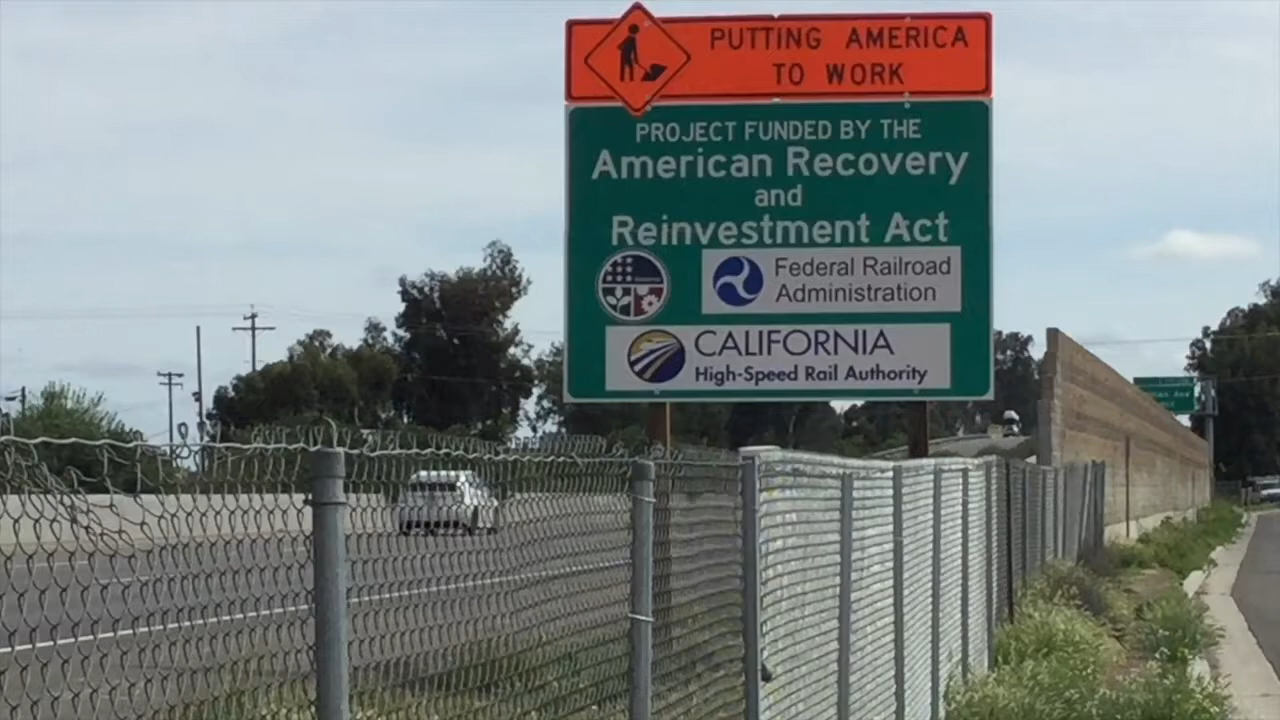 PUTTING AMERICA
TO WORK
PROJECT FUNDED BY THE
American Recovery
and
Reinvestment Act
Federal Railroad
Administration
CALIFORNIA
High-Speed Rail Authority